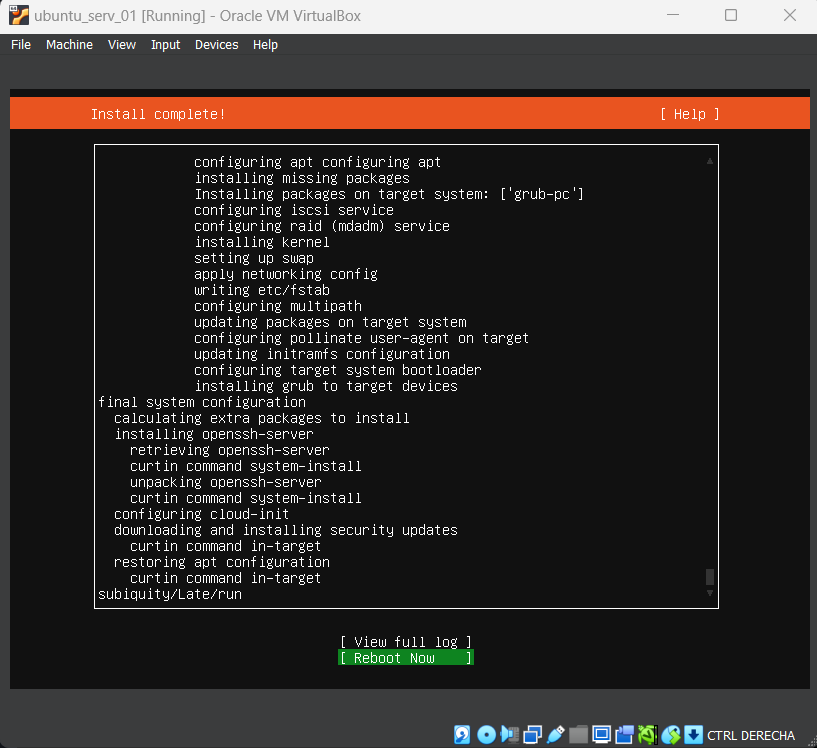 ubuntu_serv_01 [Running] - Oracle VM VirtualBox
File Machine View Input Devices Help
Install complete! [ Help ]
configuring apt configuring apt
installing missing packages
Installing packages on target system: ['grub-pc']
configuring iscsi service
configuring raid (mdadm) service
installing kernel
setting up swap
apply networking config
writing etc/fstab
configuring multipath
updating packages on target system
configuring pollinate user-agent on target
updating initramfs configuration
configuring target system bootloader
installing grub to target devices
final system configuration
calculating extra packages to install
installing openssh-server
retrieving openssh-server
curtin command system-install
unpacking openssh-server
curtin command system-install
configuring cloud-init
downloading and installing security updates
curtin command in-target
restoring apt configuration
curtin command in-target
subiquity/Late/run
[ View full log ]
[ Reboot Now ]
CTRL DERECHA